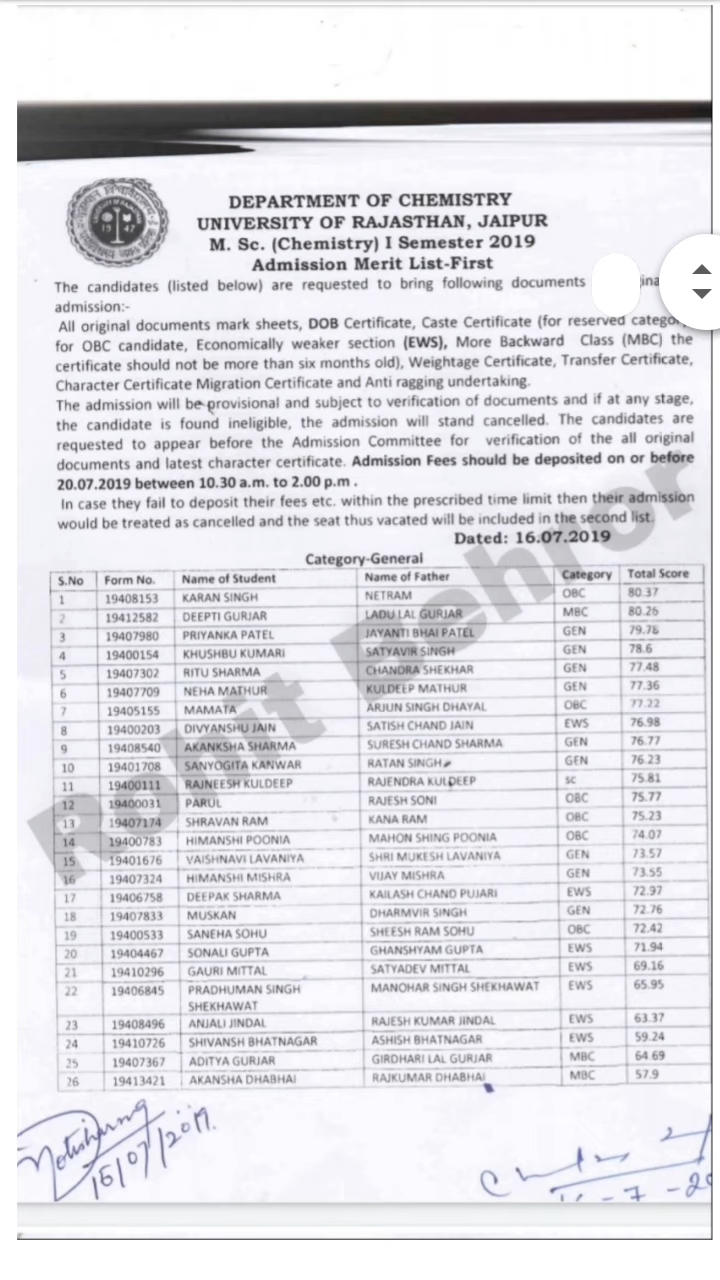 DEPARTMENT OF CHEMISTRY
UNIVERSITY OF RAJASTHAN, JAIPUR
M. Sc. (Chemistry) I Semester 2019
Admission Merit List-First
The candidates (listed below) are requested to bring following documents
admission:-
All original documents mark sheets, DOB Certificate, Caste Certificate (for reserved
for OBC candidate, Economically weaker section (EWS), More Backward Class (MBC) the
certificate should not be more than six months old), Weightage Certificate, Transfer Certificate,
Character Certificate Migration Certificate and Anti ragging undertaking.
The admission will be provisional and subject to verification of documents and if at any stage,
the candidate is found ineligible, the admission will stand cancelled. The candidates are
requested to appear before the Admission Committee for verification of the all original
documents and latest character certificate. Admission Fees should be deposited on or before
20.07.2019 between 10.30 a.m. to 2.00 p.m .
In case they fail to deposit their fees etc. within the prescribed time limit then their admission
would be treated as cancelled and the seat thus vacated will be included in the second list.
Dated: 16.07.2019
Category-General
S.No Form No. Name of Student Name of Father Category Total Score
1 19408153 KARAN SINGH NETRAM OBC 80.37
2 19412582 DEEPTI GURJAR LADU LAL GURJAR MBC 80.26
3 19407980 PRIYANKA PATEL JAYANTI BHAI PATEL GEN 79.76
4 19400154 KHUSHBU KUMARI SATYAVIR SINGH GEN 78.6
5 19407302 RITU SHARMA CHANDRA SHEKHAR GEN 77.48
6 19407709 NEHA MATHUR KULDEEP MATHUR GEN 77.36
7 19405155 MAMATA ARJUN SINGH DHAYAL OBC 77.22
8 19400203 DIVYANSHU JAIN SATISH CHAND JAIN EWS 76.98
9 19408540 AKANKSHA SHARMA SURESH CHAND SHARMA GEN 76.77
10 19401708 SANYOGITA KANWAR RATAN SINGH GEN 76.23
11 19400111 RAJNEESH KULDEEP RAJENDRA KULDEEP SC 75.81
12 19400031 PARUL RAJESH SONI OBC 75.77
13 19407174 SHRAVAN RAM KANA RAM OBC 75.23
14 19400783 HIMANSHI POONIA MAHON SHING POONIA OBC 74.07
15 19401676 VAISHNAVI LAVANIYA SHRI MUKESH LAVANIYA GEN 73.57
16 19407324 HIMANSHI MISHRA VIJAY MISHRA GEN 73.55
17 19406758 DEEPAK SHARMA KAILASH CHAND PUJARI EWS 72.97
18 19407833 MUSKAN DHARMVIR SINGH GEN 72.76
19 19400533 SANEHA SOHU SHEESH RAM SOHU OBC 72.42
20 19404467 SONALI GUPTA GHANSHYAM GUPTA EWS 71.94
21 19410296 GAURI MITTAL SATYADEV MITTAL EWS 69.16
22 19406845 PRADHUMAN SINGH MANOHAR SINGH SHEKHAWAT EWS 65.95
SHEKHAWAT
23 19408496 ANJALI JINDAL RAJESH KUMAR JINDAL EWS 63.37
24 19410726 SHIVANSH BHATNAGAR ASHISH BHATNAGAR EWS 59.24
25 19407367 ADITYA GURJAR GIRDHARI LAL GURJAR MBC 64.69
26 19413421 AKANSHA DHABHAI RAJKUMAR DHABHAI MBC 57.9
Rohit Behror